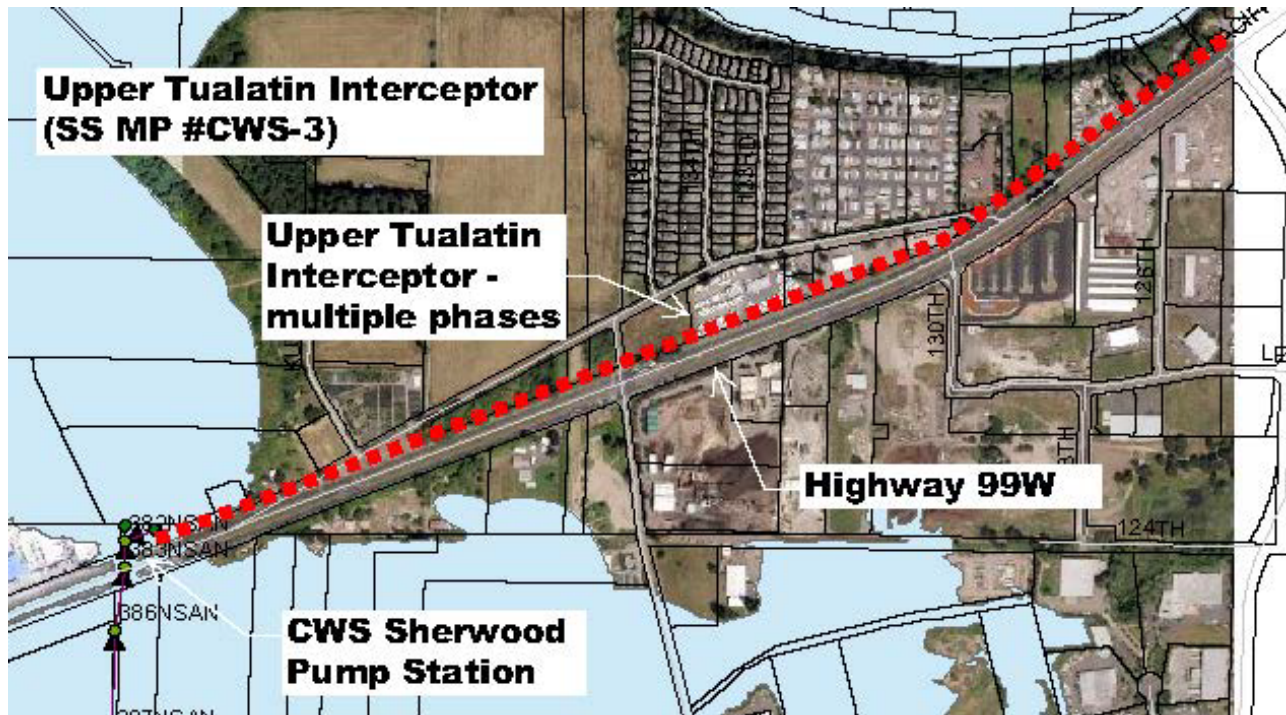 Upper Tualatin Interceptor
(SS MP #CWS-3)
Upper Tualatin
Interceptor -
multiple phases
130TH
126TH
Highway 99W
124TH
383NSAN
386NSAN
CWS Sherwood
Pump Station